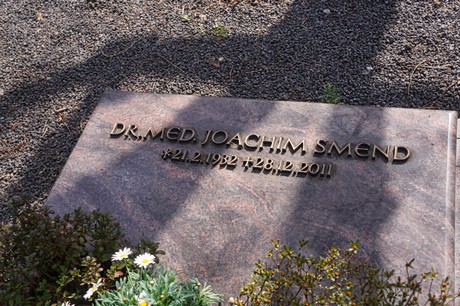 DR. MED. JOACHIM SMEND
*21.2.1932 +28.12.2011